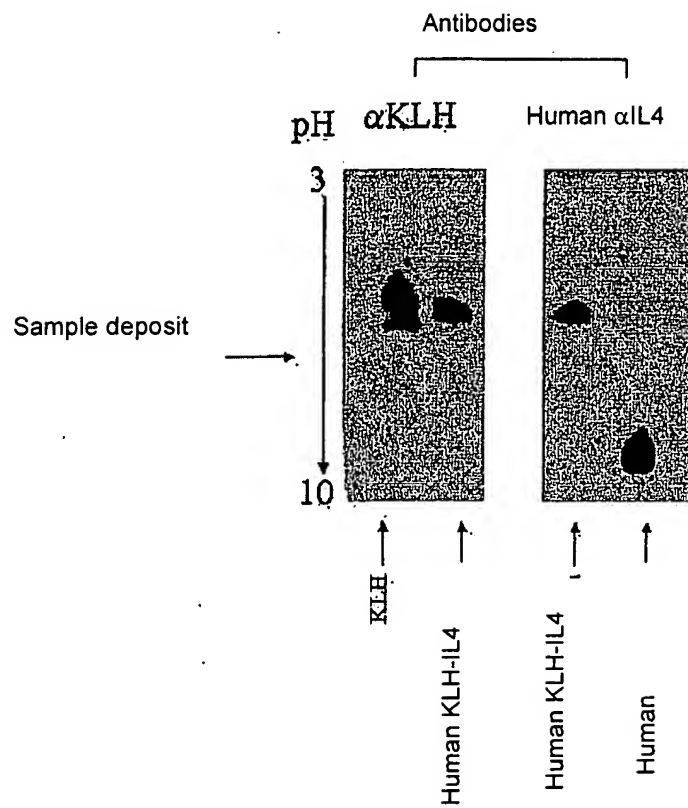 Antibodies
pH αKLH Human αIL4
3
Sample deposit
10
KLH
Human KLH-IL4
Human KLH-IL4
Human